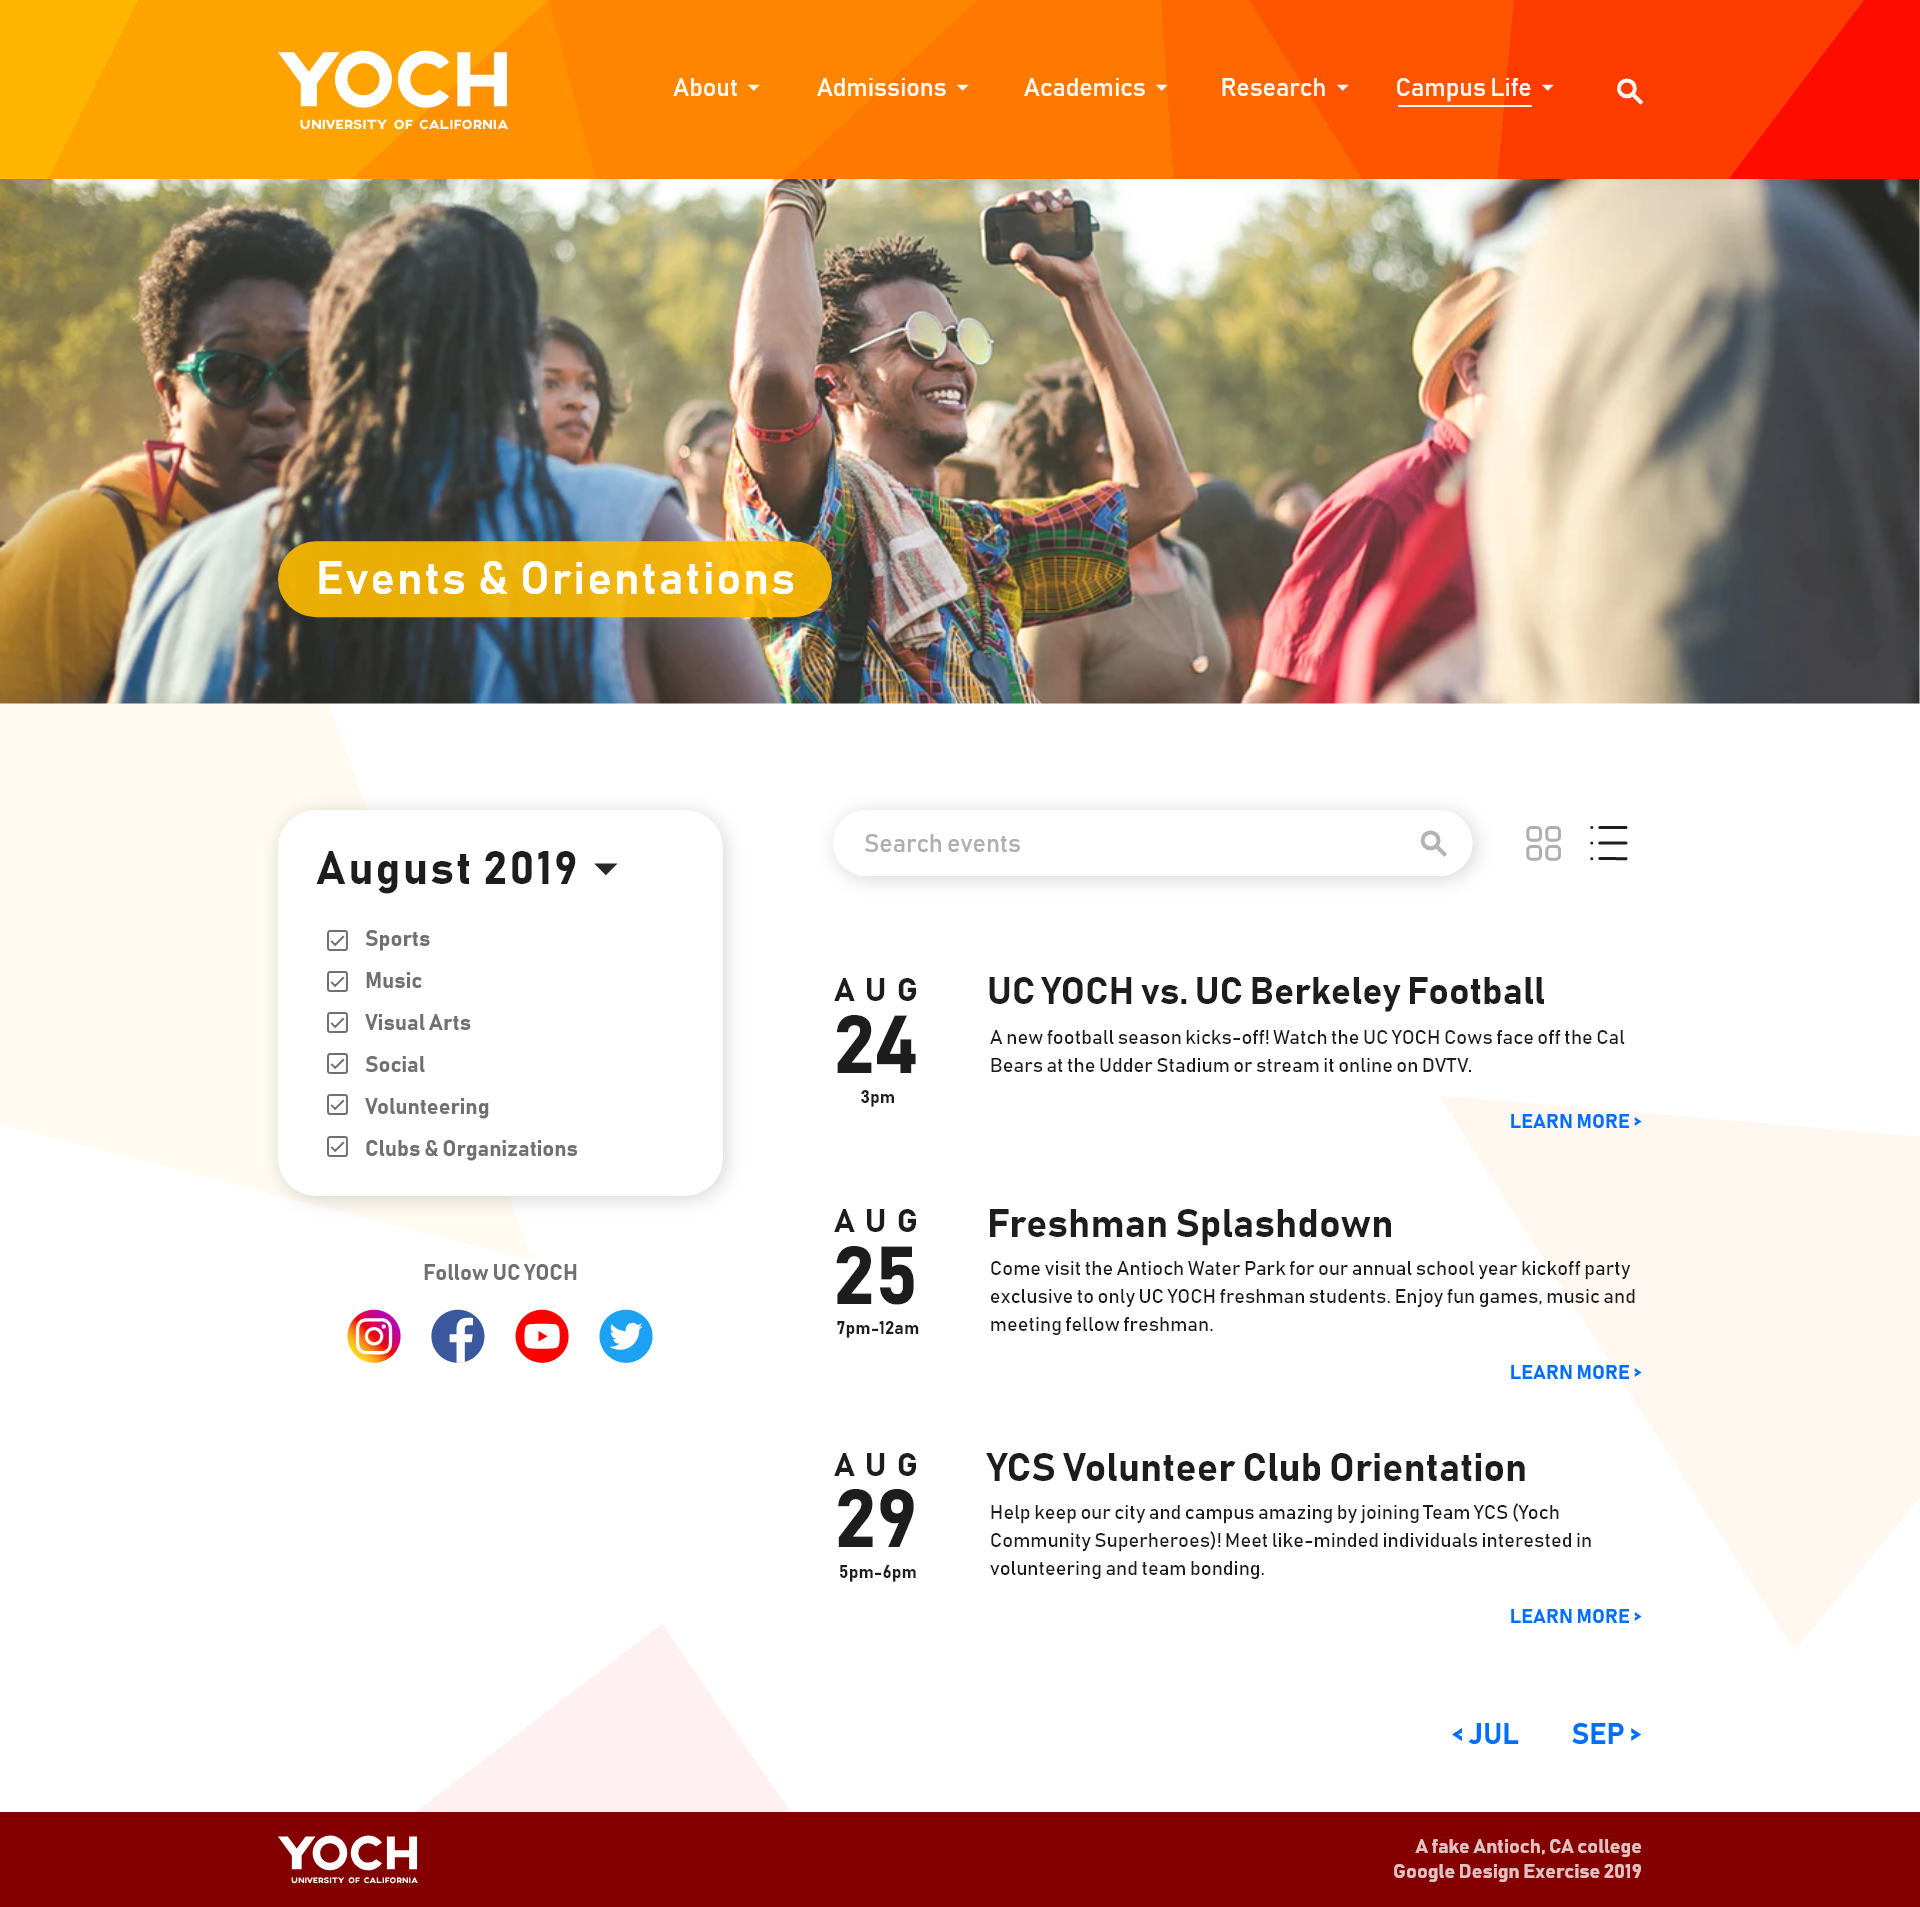 YOCH
UNIVERSITY OF CALIFORNIA
About
Admissions
Academics
Research
Campus Life
Events & Orientations
August 2019
Sports
Music
Visual Arts
Social
Volunteering
Clubs & Organizations
Follow UC YOCH
Search events
AUG
24
3pm
UC YOCH vs. UC Berkeley Football
A new football season kicks-off! Watch the UC YOCH Cows face off the Cal
Bears at the Udder Stadium or stream it online on DVTV.
LEARN MORE >
AUG
25
7pm-12am
Freshman Splashdown
Come visit the Antioch Water Park for our annual school year kickoff party
exclusive to only UC YOCH freshman students. Enjoy fun games, music and
meeting fellow freshman.
LEARN MORE >
AUG
29
5pm-6pm
YCS Volunteer Club Orientation
Help keep our city and campus amazing by joining Team YCS (Yoch
Community Superheroes)! Meet like-minded individuals interested in
volunteering and team bonding.
LEARN MORE >
< JUL
SEP >
YOCH
UNIVERSITY OF CALIFORNIA
A fake Antioch, CA college
Google Design Exercise 2019